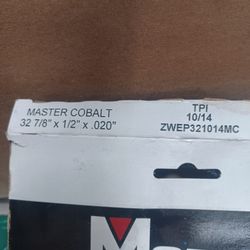 MASTER COBALT
32 7/8" x 1/2" x .020"
TPI
10/14
ZWEP321014MC